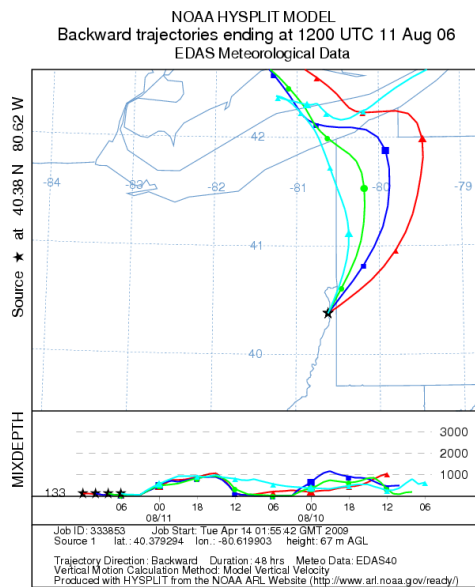 NOAA HYSPLIT MODEL
Backward trajectories ending at 1200 UTC 11 Aug 06
EDAS Meteorological Data
Source ★ at 40.38 N 80.62 W
42
-84 -83 -82 -81 -80 -79
41
40
MIXDEPTH
3000
2000
1000
133
06 00 18 12 06 00 18 12 06
08/11 08/10
Job ID: 333853 Job Start: Tue Apr 14 01:55:42 GMT 2009
Source 1 lat.: 40.379294 lon.: -80.619903 height: 67 m AGL
Trajectory Direction: Backward Duration: 48 hrs Meteo Data: EDAS40
Vertical Motion Calculation Method: Model Vertical Velocity
Produced with HYSPLIT from the NOAA ARL Website (http://www.arl.noaa.gov/ready/)